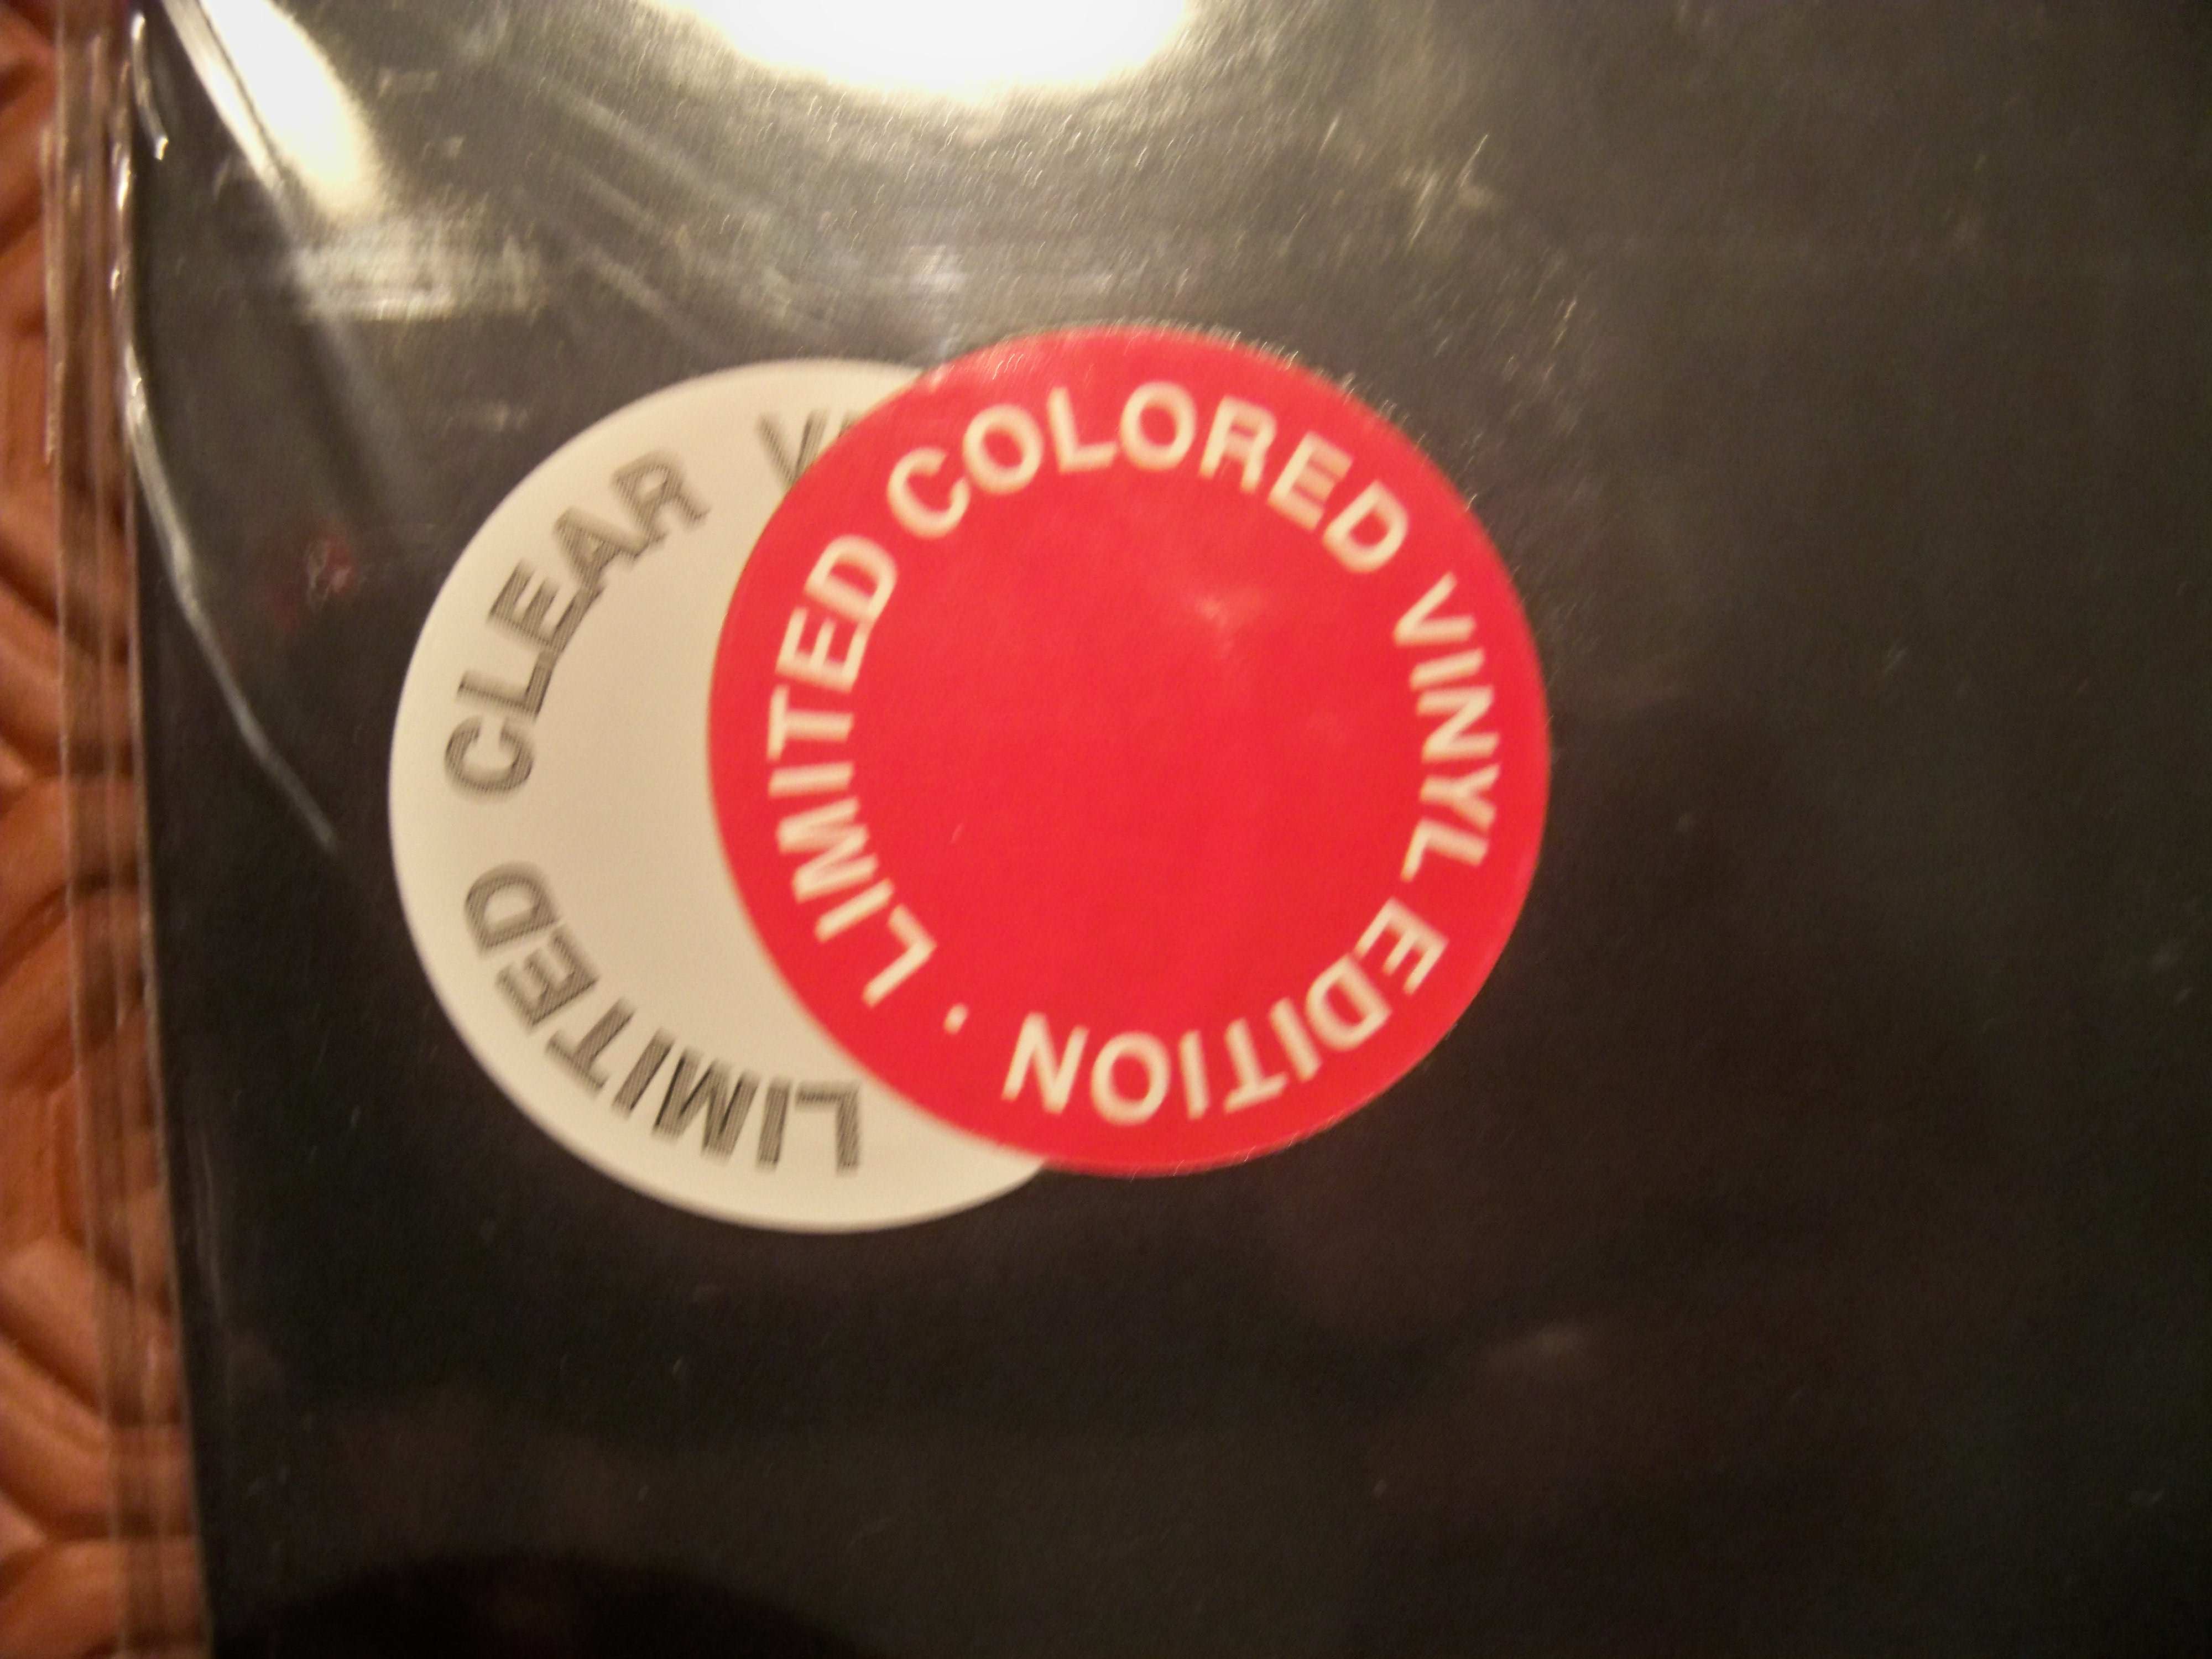 LIMITED CLEAR
LIMITED COLORED VINYL EDITION ·